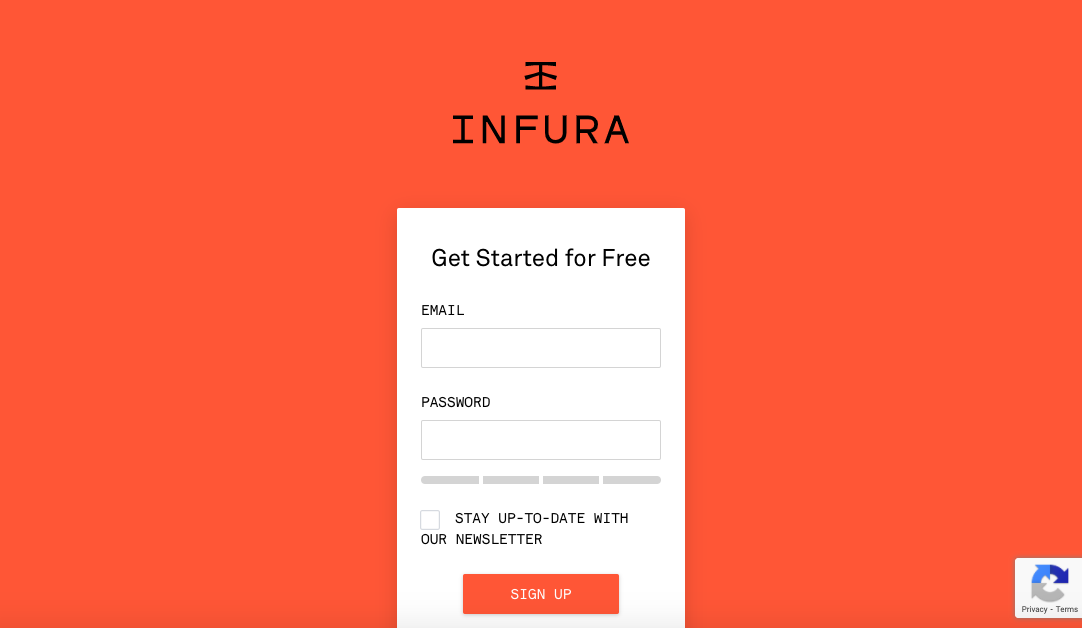 INFURA
Get Started for Free
EMAIL
PASSWORD
STAY UP-TO-DATE WITH
OUR NEWSLETTER
SIGN UP
Privacy - Terms